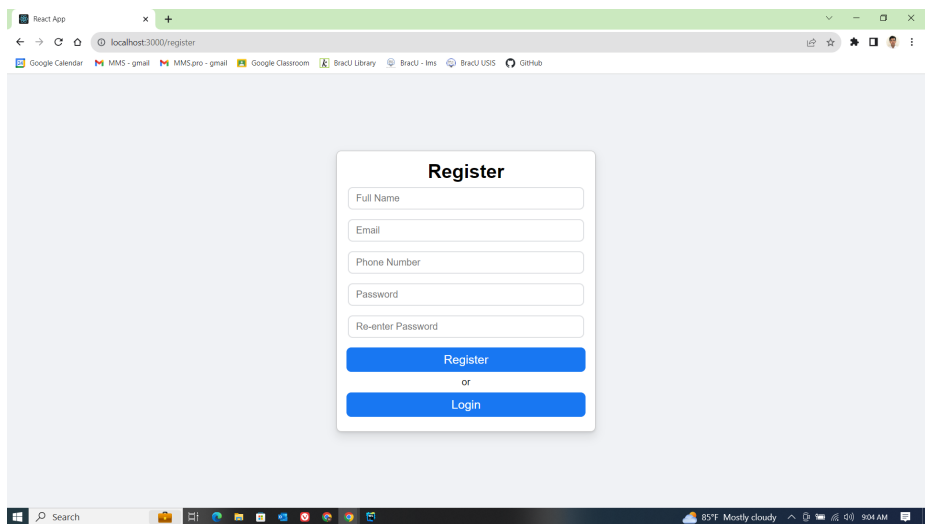 React App
localhost:3000/register
Google Calendar MMS - gmail MMS.pro - gmail Google Classroom BracU Library BracU - lms BracU USIS GitHub
Register
Full Name
Email
Phone Number
Password
Re-enter Password
Register
or
Login
Search 85°F Mostly cloudy 9:04 AM